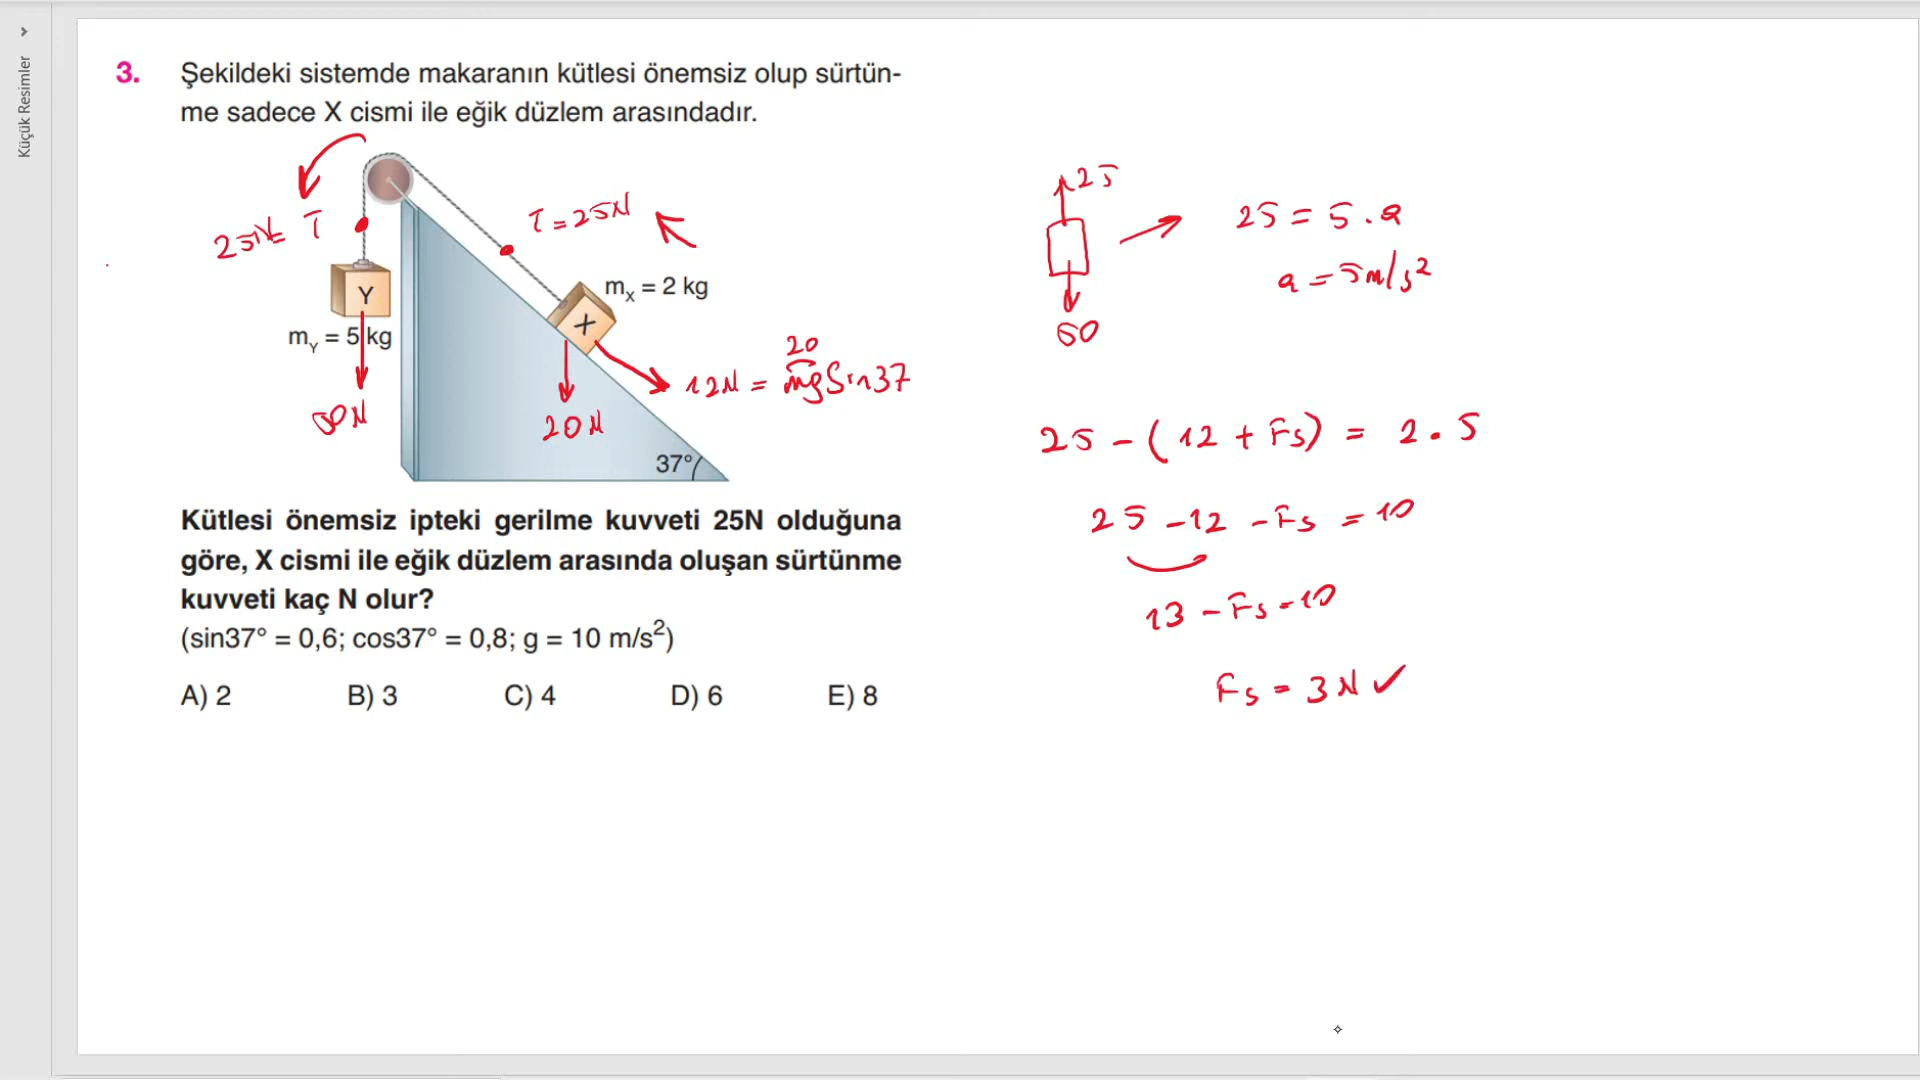 Küçük Resimler
3. Şekildeki sistemde makaranın kütlesi önemsiz olup sürtün-
me sadece X cismi ile eğik düzlem arasındadır.
25N = T
T = 25N
Y
X
mX = 2 kg
mY = 5 kg
50N
20N
20
12N = mg Sin37
37°
Kütlesi önemsiz ipteki gerilme kuvveti 25N olduğuna
göre, X cismi ile eğik düzlem arasında oluşan sürtünme
kuvveti kaç N olur?
(sin37° = 0,6; cos37° = 0,8; g = 10 m/s²)
A) 2 B) 3 C) 4 D) 6 E) 8
25
50
25 = 5 . a
a = 5m/s²
25 - (12 + Fs) = 2 . 5
25 - 12 - Fs = 10
13 - Fs = 10
Fs = 3N ✓